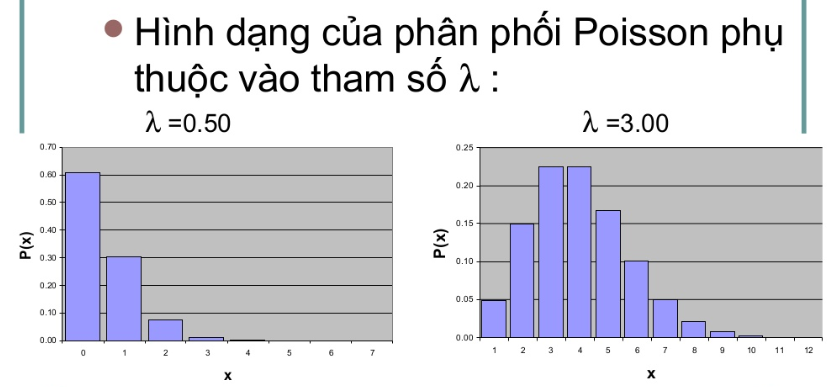 Hình dạng của phân phối Poisson phụ
thuộc vào tham số λ :
λ =0.50
λ =3.00
0.70
0.60
0.50
0.40
0.30
0.20
0.10
0.00
P(x)
0 1 2 3 4 5 6 7
x
0.25
0.20
0.15
0.10
0.05
0.00
P(x)
1 2 3 4 5 6 7 8 9 10 11 12
x